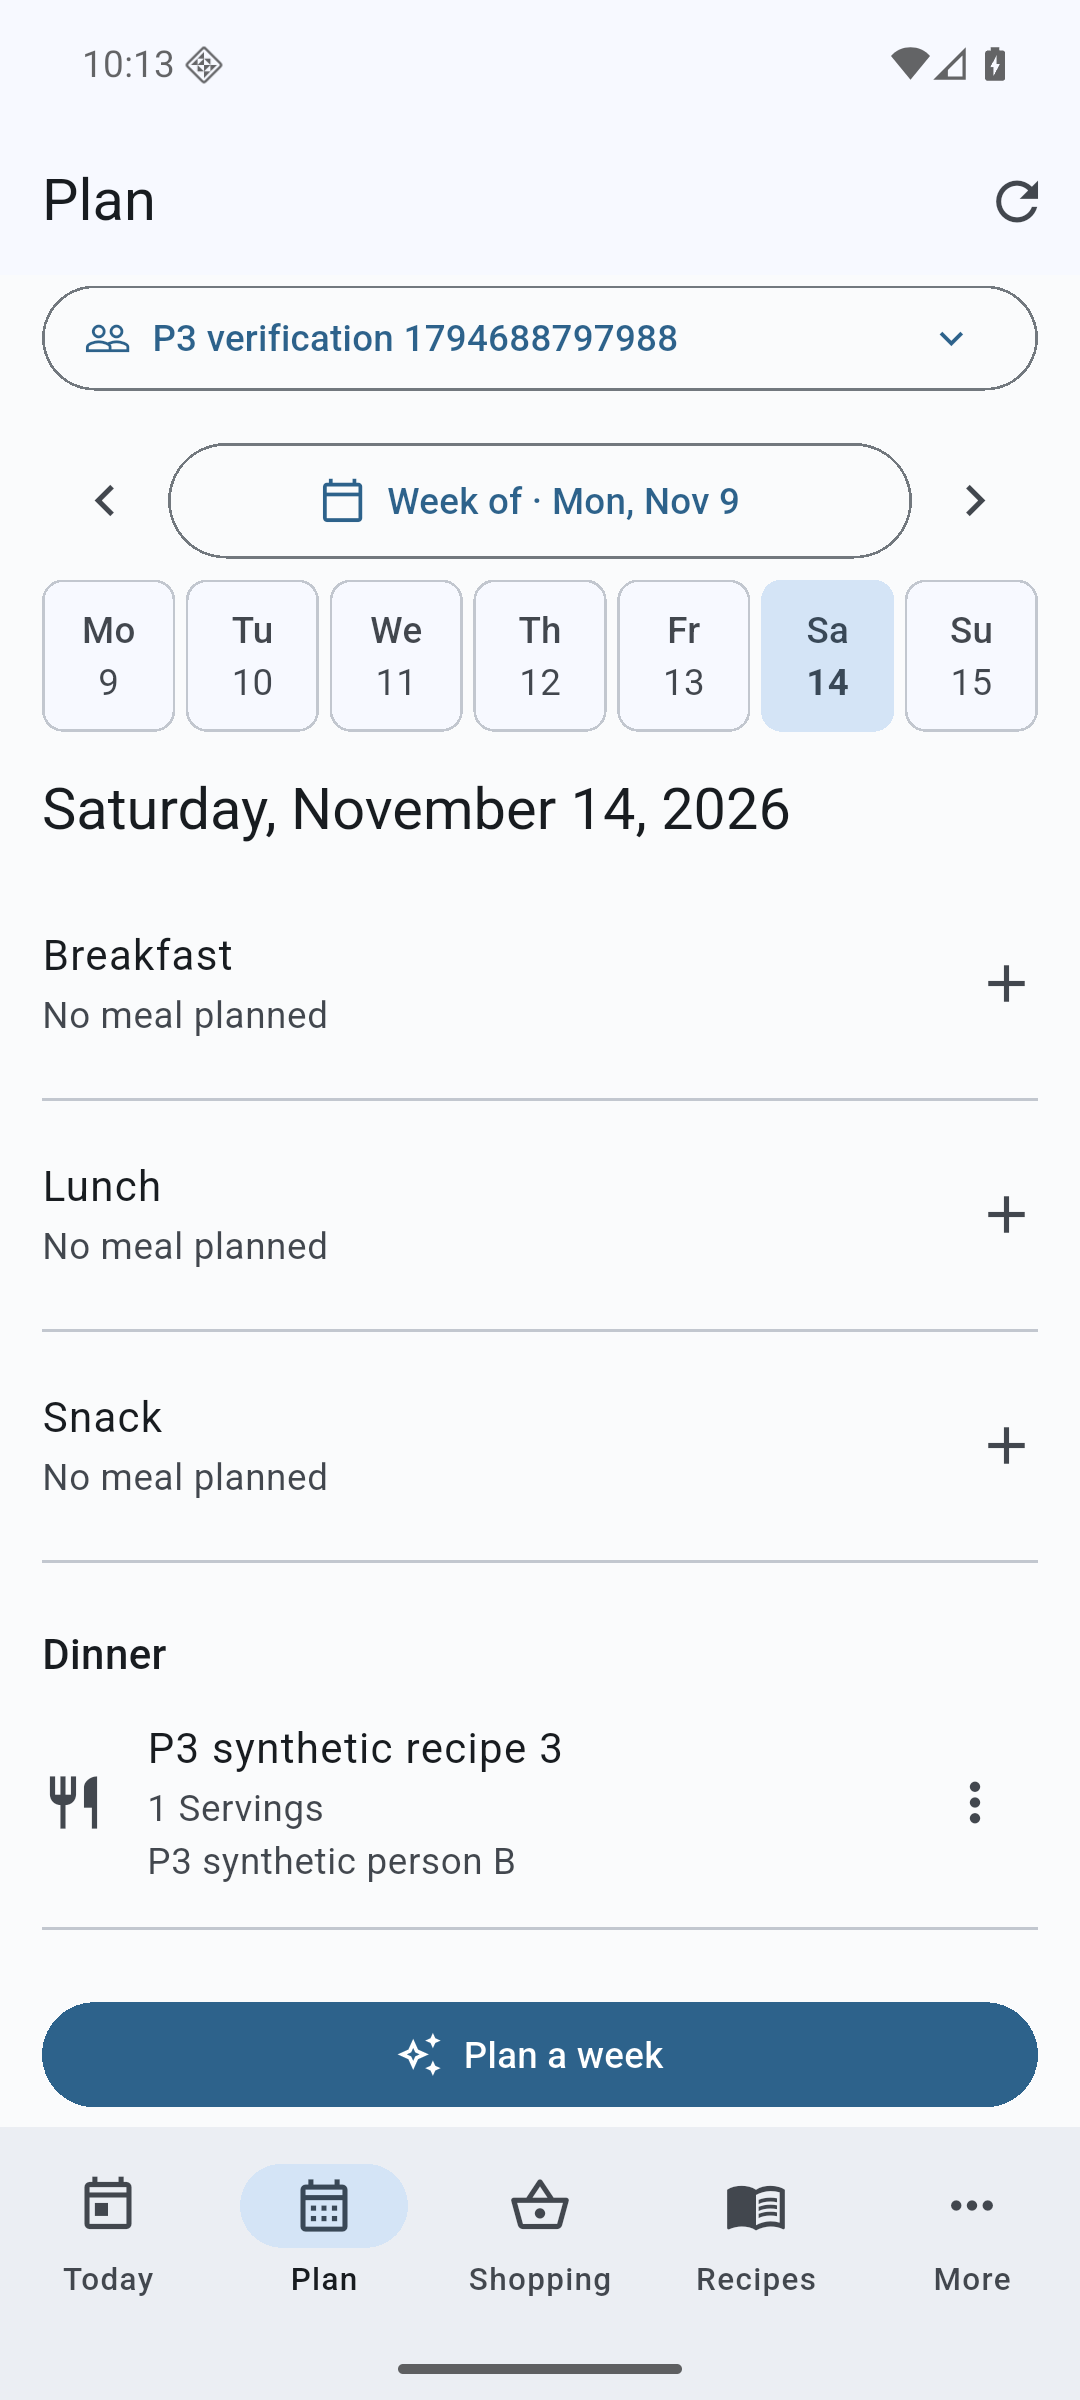 10:13
Plan
P3 verification 1794688797988
Week of · Mon, Nov 9
Mo Tu We Th Fr Sa Su
9 10 11 12 13 14 15
Saturday, November 14, 2026
Breakfast
No meal planned
Lunch
No meal planned
Snack
No meal planned
Dinner
P3 synthetic recipe 3
1 Servings
P3 synthetic person B
Plan a week
Today Plan Shopping Recipes More